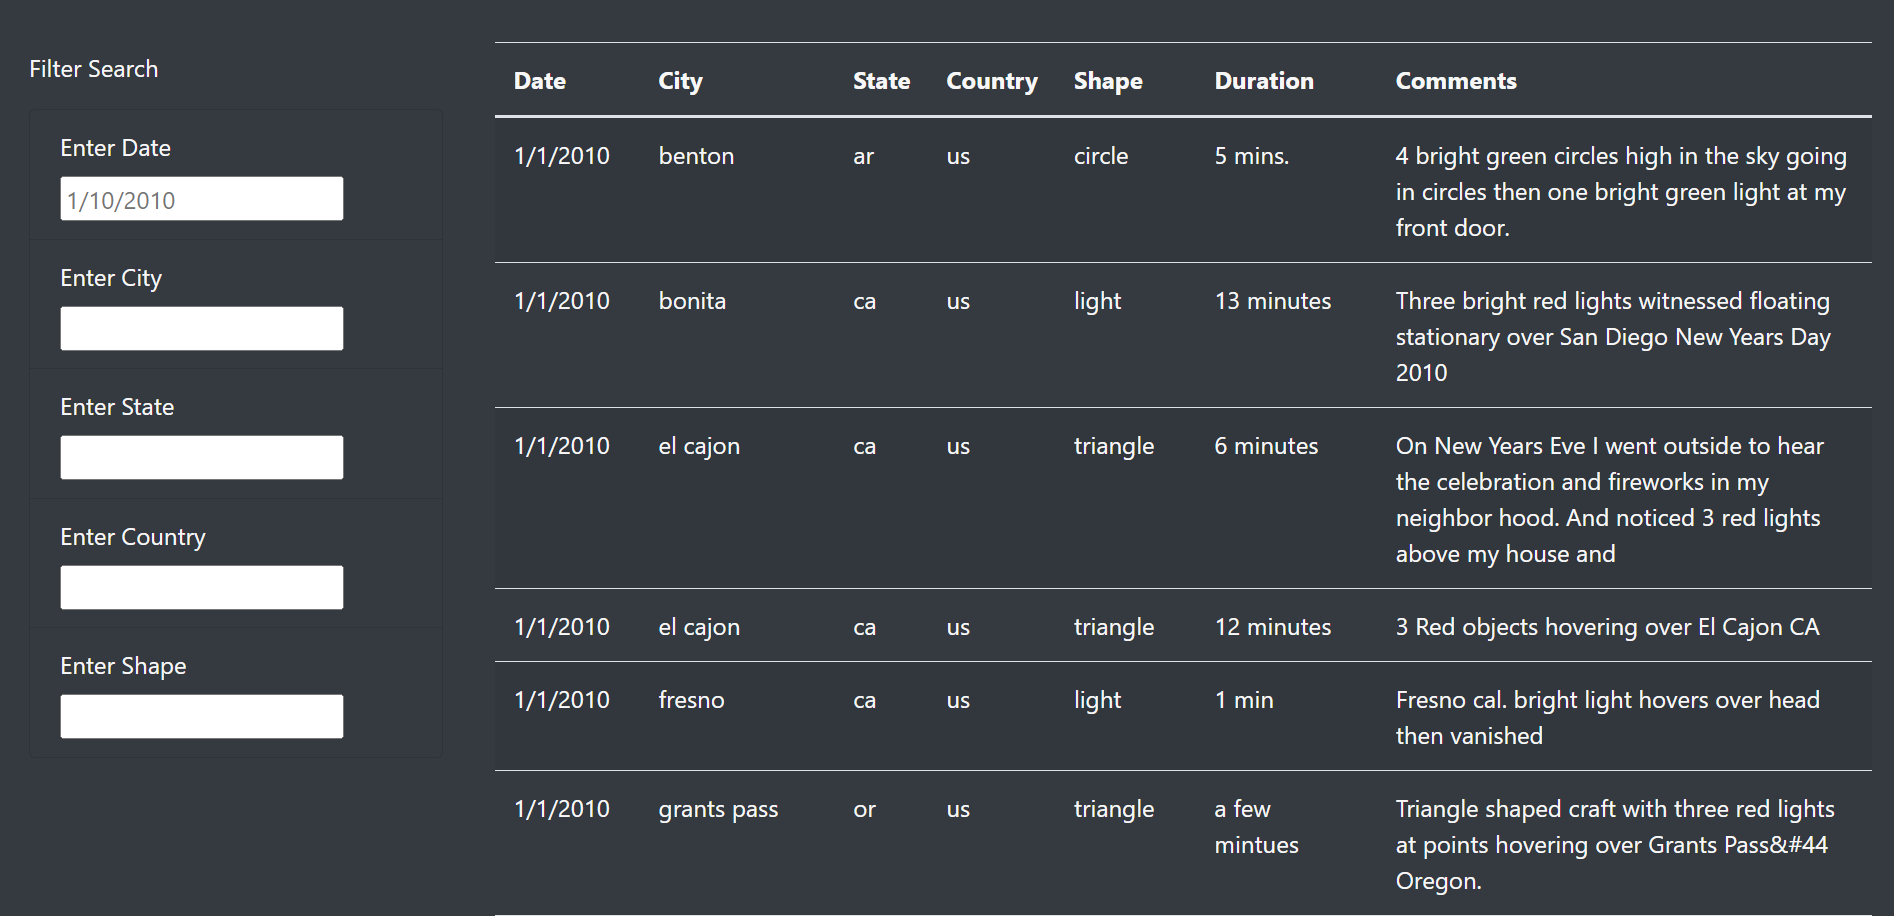 Filter Search
Enter Date
1/10/2010
Enter City
Enter State
Enter Country
Enter Shape
Date City State Country Shape Duration Comments
1/1/2010 benton ar us circle 5 mins. 4 bright green circles high in the sky going
in circles then one bright green light at my
front door.
1/1/2010 bonita ca us light 13 minutes Three bright red lights witnessed floating
stationary over San Diego New Years Day
2010
1/1/2010 el cajon ca us triangle 6 minutes On New Years Eve I went outside to hear
the celebration and fireworks in my
neighbor hood. And noticed 3 red lights
above my house and
1/1/2010 el cajon ca us triangle 12 minutes 3 Red objects hovering over El Cajon CA
1/1/2010 fresno ca us light 1 min Fresno cal. bright light hovers over head
then vanished
1/1/2010 grants pass or us triangle a few Triangle shaped craft with three red lights
mintues at points hovering over Grants Pass&#44
Oregon.